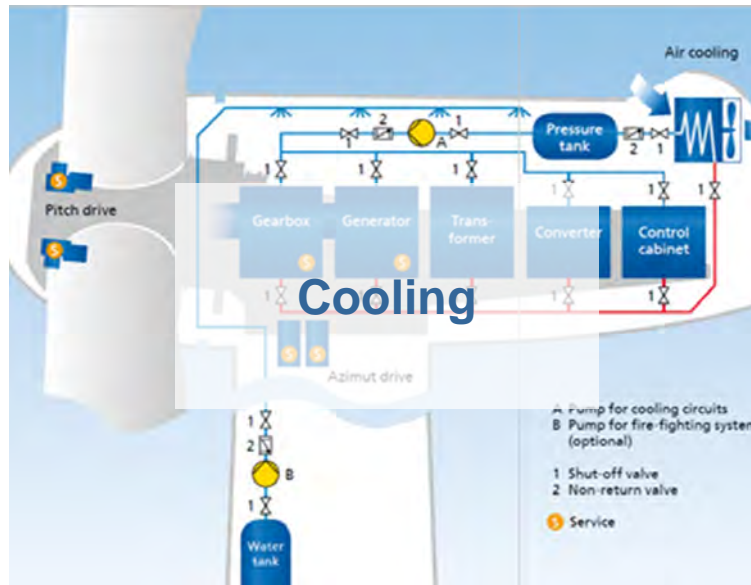 Air cooling
1
2
1
A
Pressure
tank
2
1
1
1
1
1
1
1
S
Pitch drive
S
Gearbox
S
Generator
S
Trans-
former
Converter
Control
cabinet
1
1
1
1
1
Cooling
S
S
Azimut drive
A Pump for cooling circuits
B Pump for fire-fighting system
(optional)
1 Shut-off valve
2 Non-return valve
S Service
1
2
B
1
Water
tank